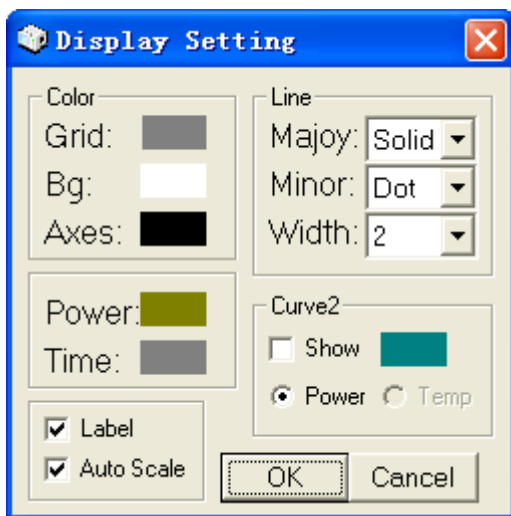 Display Setting
Color
Grid:
Bg:
Axes:
Line
Majoy: Solid
Minor: Dot
Width: 2
Power:
Time:
Curve2
Show
Power Temp
Label
Auto Scale
OK Cancel